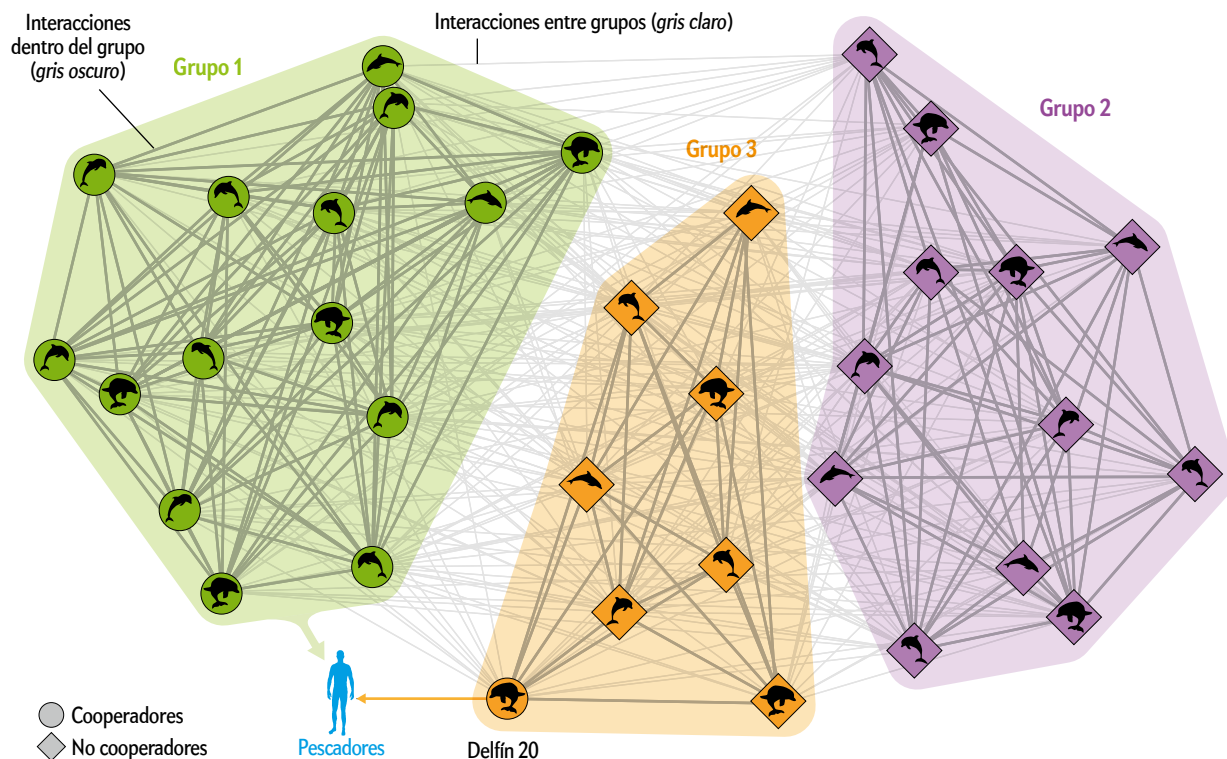 Interacciones
dentro del grupo
(gris oscuro)
Interacciones entre grupos (gris claro)
Grupo 1
Grupo 2
Grupo 3
Cooperadores
No cooperadores
Pescadores
Delfín 20